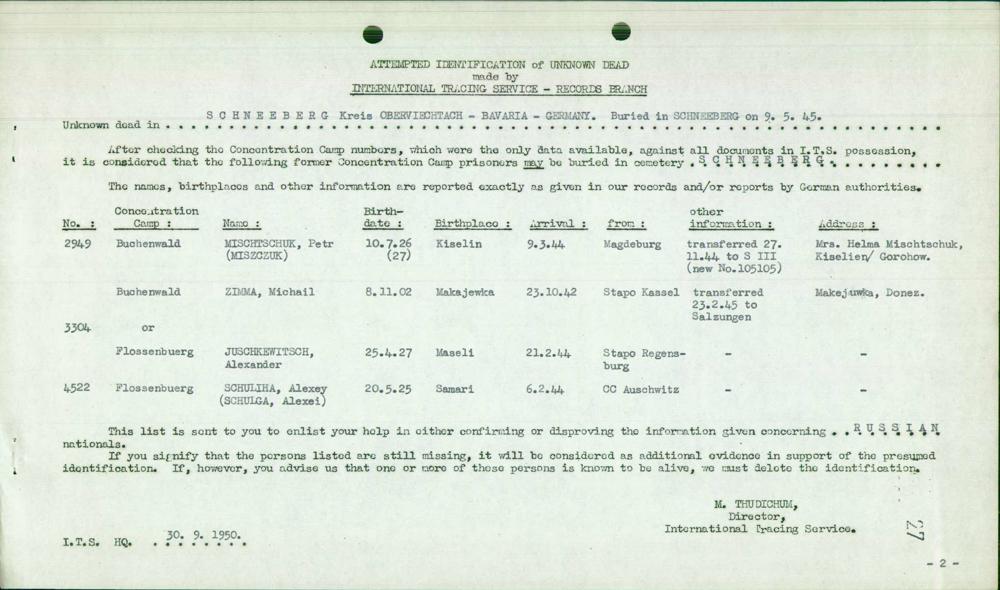 ATTEMPTED IDENTIFICATION of UNKNOWN DEAD
made by
INTERNATIONAL TRACING SERVICE - RECORDS BRANCH
Unknown dead in . . . S C H N E E B E R G Kreis OBERVIECHTACH - BAVARIA - GERMANY. Buried in SCHNEEBERG on 9. 5. 45.
After checking the Concentration Camp numbers, which were the only data available, against all documents in I.T.S. possession,
it is considered that the following former Concentration Camp prisoners may be buried in cemetery . S C H N E E B E R G . . . . . . . .
The names, birthplaces and other information are reported exactly as given in our records and/or reports by German authorities.
Concentration Birth- other
No. : Camp : Name : date : Birthplace : Arrival : from : information : Address :
2949 Buchenwald MISCHTSCHUK, Petr 10.7.26 Kiselin 9.3.44 Magdeburg transferred 27. Mrs. Helma Mischtschuk,
(MISZCZUK) (27) 11.44 to S III Kiselien/ Gorohow.
(new No.105105)
Buchenwald ZIMMA, Michail 8.11.02 Makajewka 23.10.42 Stapo Kassel transferred Makejuwka, Donez.
23.2.45 to
Salzungen
3304 or
Flossenbuerg JUSCHKEWITSCH, 25.4.27 Maseli 21.2.44 Stapo Regens- - -
Alexander burg
4522 Flossenbuerg SCHULIHA, Alexey 20.5.25 Samari 6.2.44 CC Auschwitz - -
(SCHULGA, Alexei)
This list is sent to you to enlist your help in either confirming or disproving the information given concerning . . R U S S I A N
nationals.
If you signify that the persons listed are still missing, it will be considered as additional evidence in support of the presumed
identification. If, however, you advise us that one or more of these persons is known to be alive, we must delete the identification.
M. THUDICHUM,
Director,
International Tracing Service.
I.T.S. HQ. . 30. 9. 1950. .
27
- 2 -